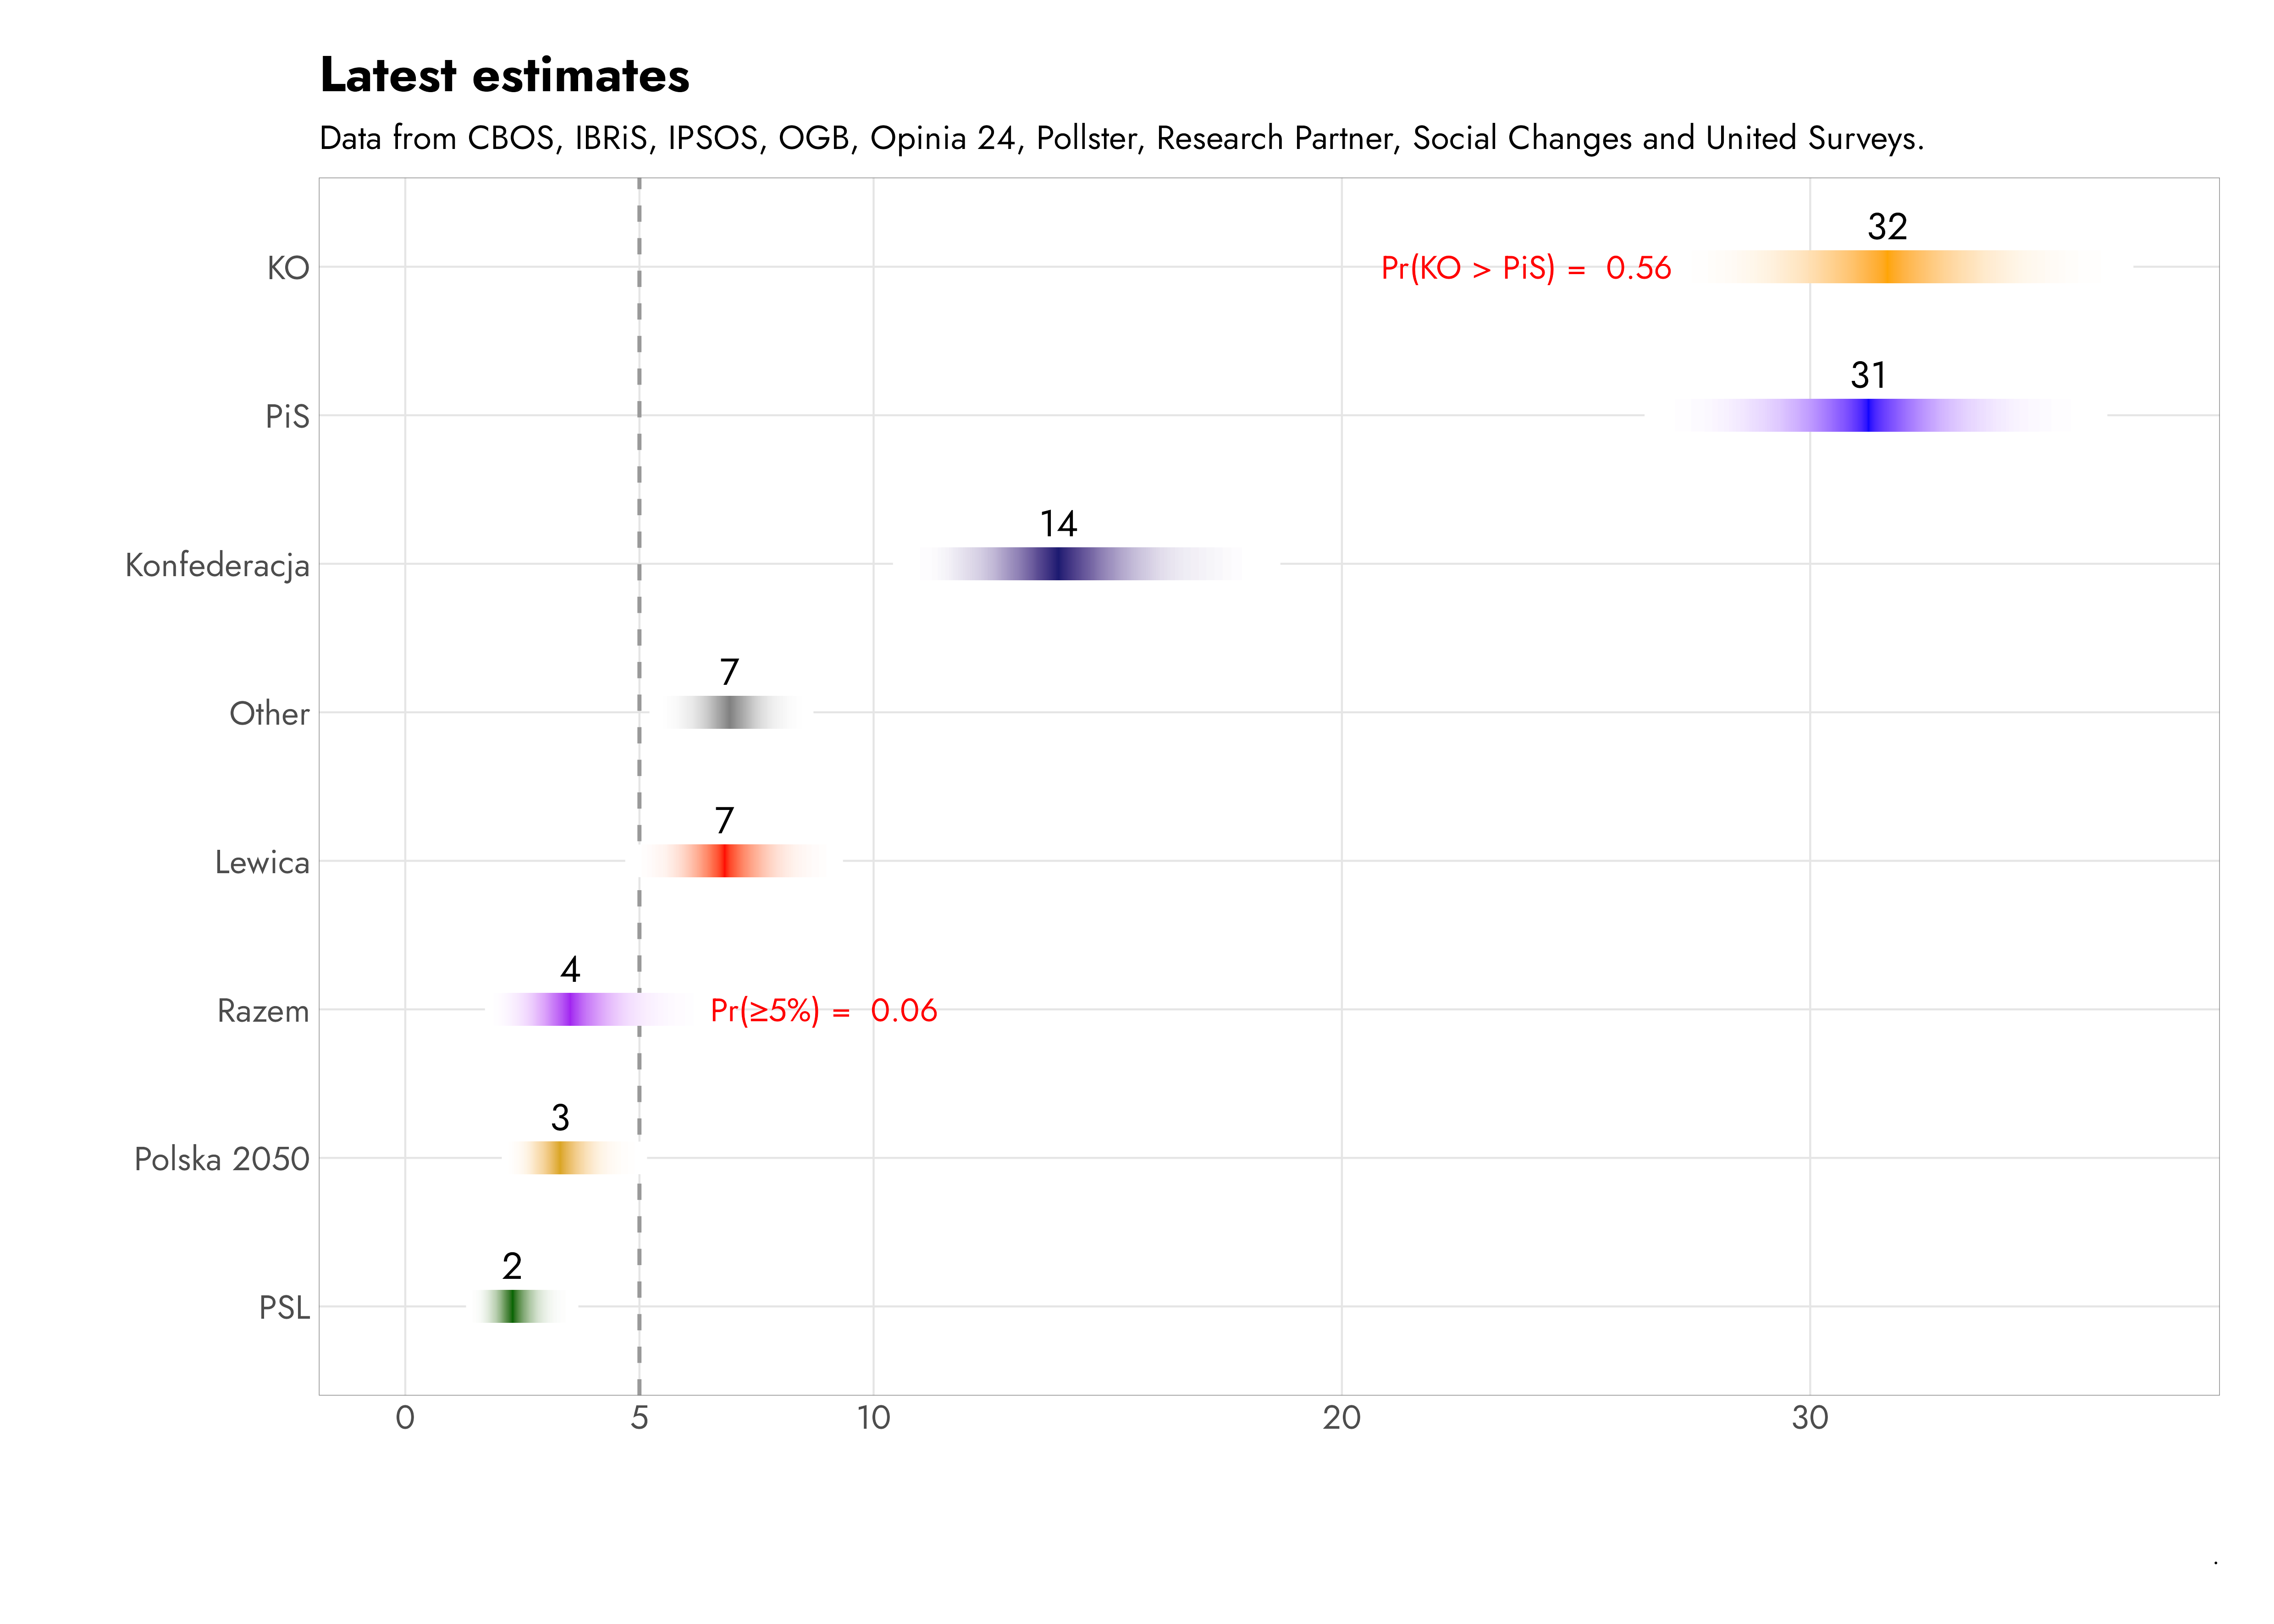 Latest estimates
Data from CBOS, IBRiS, IPSOS, OGB, Opinia 24, Pollster, Research Partner, Social Changes and United Surveys.
32
KO
Pr(KO > PiS) = 0.56
31
PiS
14
Konfederacja
7
Other
7
Lewica
4
Razem
Pr(≥5%) = 0.06
3
Polska 2050
2
PSL
0 5 10 20 30
.